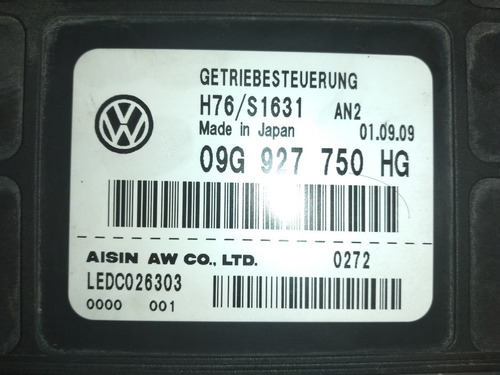 GETRIEBESTEUERUNG
H76/S1631 AN2
Made in Japan 01.09.09
09G 927 750 HG
AISIN AW CO., LTD. 0272
LEDC026303
0000 001